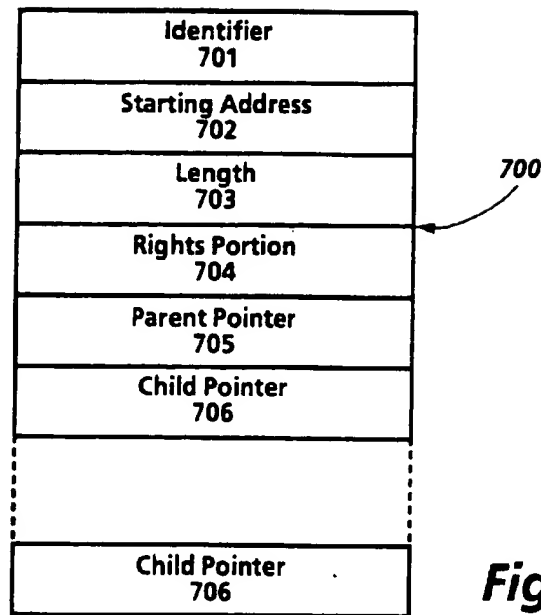 Identifier
701
Starting Address
702
Length
703
700
Rights Portion
704
Parent Pointer
705
Child Pointer
706
Child Pointer
706
Fig